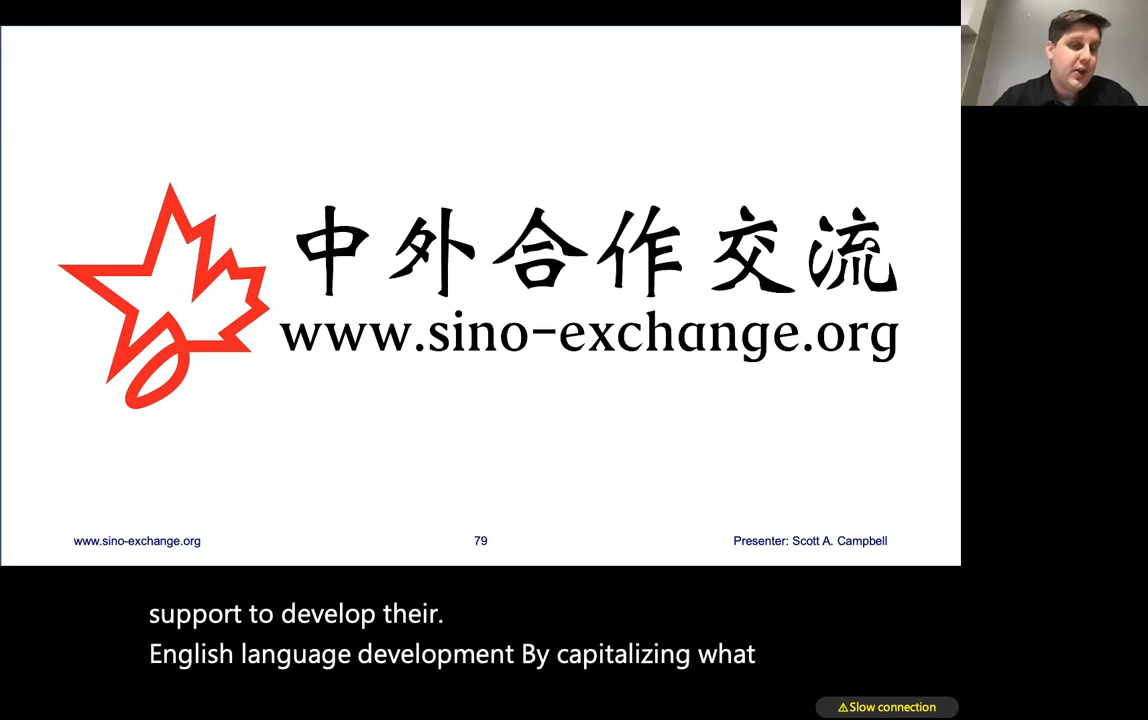 中外合作交流
www.sino-exchange.org
www.sino-exchange.org
79
Presenter: Scott A. Campbell
support to develop their.
English language development By capitalizing what
⚠Slow connection